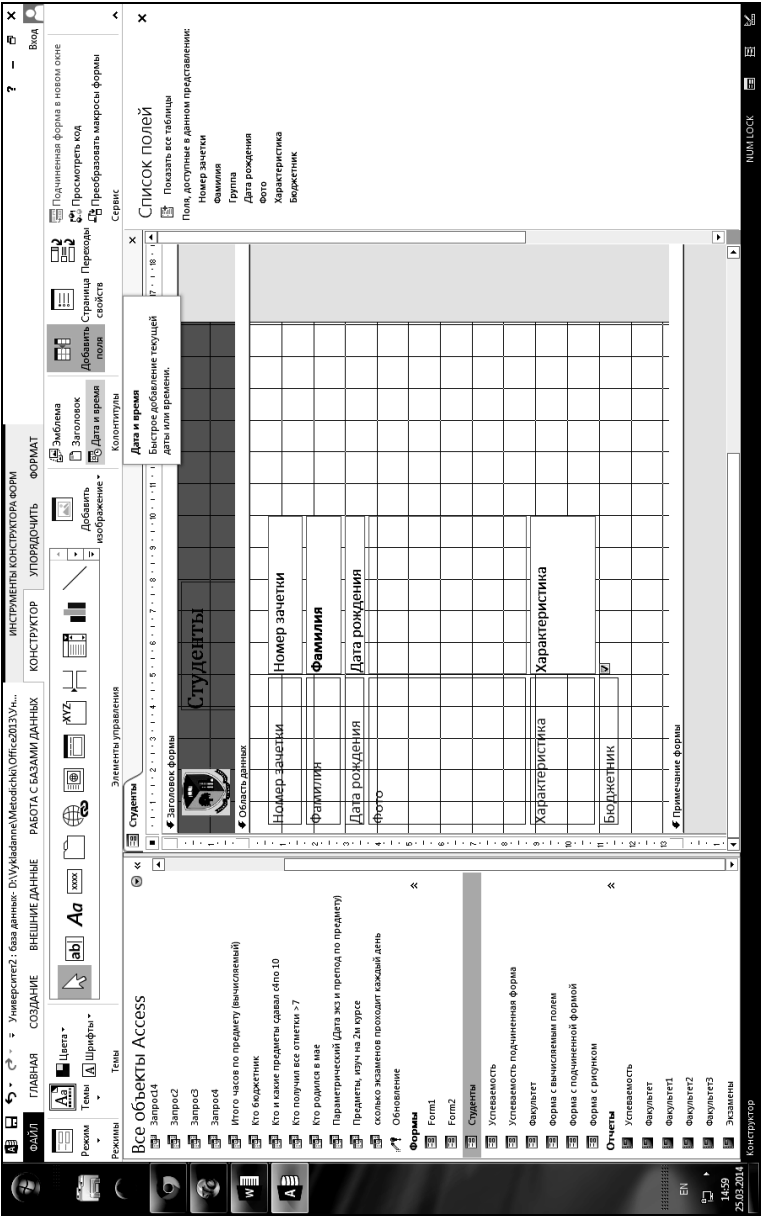 Университет2 : база данных- D:\Vykladanne\Metodichki\Office2013\Ун...
ИНСТРУМЕНТЫ КОНСТРУКТОРА ФОРМ
?
Вход
ФАЙЛ
ГЛАВНАЯ
СОЗДАНИЕ
ВНЕШНИЕ ДАННЫЕ
РАБОТА С БАЗАМИ ДАННЫХ
КОНСТРУКТОР
УПОРЯДОЧИТЬ
ФОРМАТ
Режим
Режимы
Темы
Цвета
Шрифты
Темы
Элементы управления
Добавить изображение
Эмблема
Заголовок
Дата и время
Колонтитулы
Добавить поля
Страница свойств
Переходы
Подчиненная форма в новом окне
Просмотреть код
Преобразовать макросы формы
Сервис
Дата и время
Быстрое добавление текущей
даты или времени.
Все объекты Access
Запрос14
Запрос2
Запрос3
Запрос4
Итого часов по предмету (вычисляемый)
Кто бюджетник
Кто и какие предметы сдавал с4по 10
Кто получил все отметки >7
Кто родился в мае
Параметрический (Дата экз и препод по предмету)
Предметы, изуч на 2м курсе
сколько экзаменов проходит каждый день
Обновление
Формы
Form1
Form2
Студенты
Успеваемость
Успеваемость подчиненная форма
Факультет
Форма с вычисляемым полем
Форма с подчиненной формой
Форма с рисунком
Отчеты
Успеваемость
Факультет
Факультет1
Факультет2
Факультет3
Экзамены
Студенты
Заголовок формы
Студенты
Область данных
Номер зачетки
Номер зачетки
Фамилия
Фамилия
Дата рождения
Дата рождения
Фото
Характеристика
Характеристика
Бюджетник
Примечание формы
Список полей
Показать все таблицы
Поля, доступные в данном представлении:
Номер зачетки
Фамилия
Группа
Дата рождения
Фото
Характеристика
Бюджетник
Конструктор
NUM LOCK
EN
14:59
25.03.2014